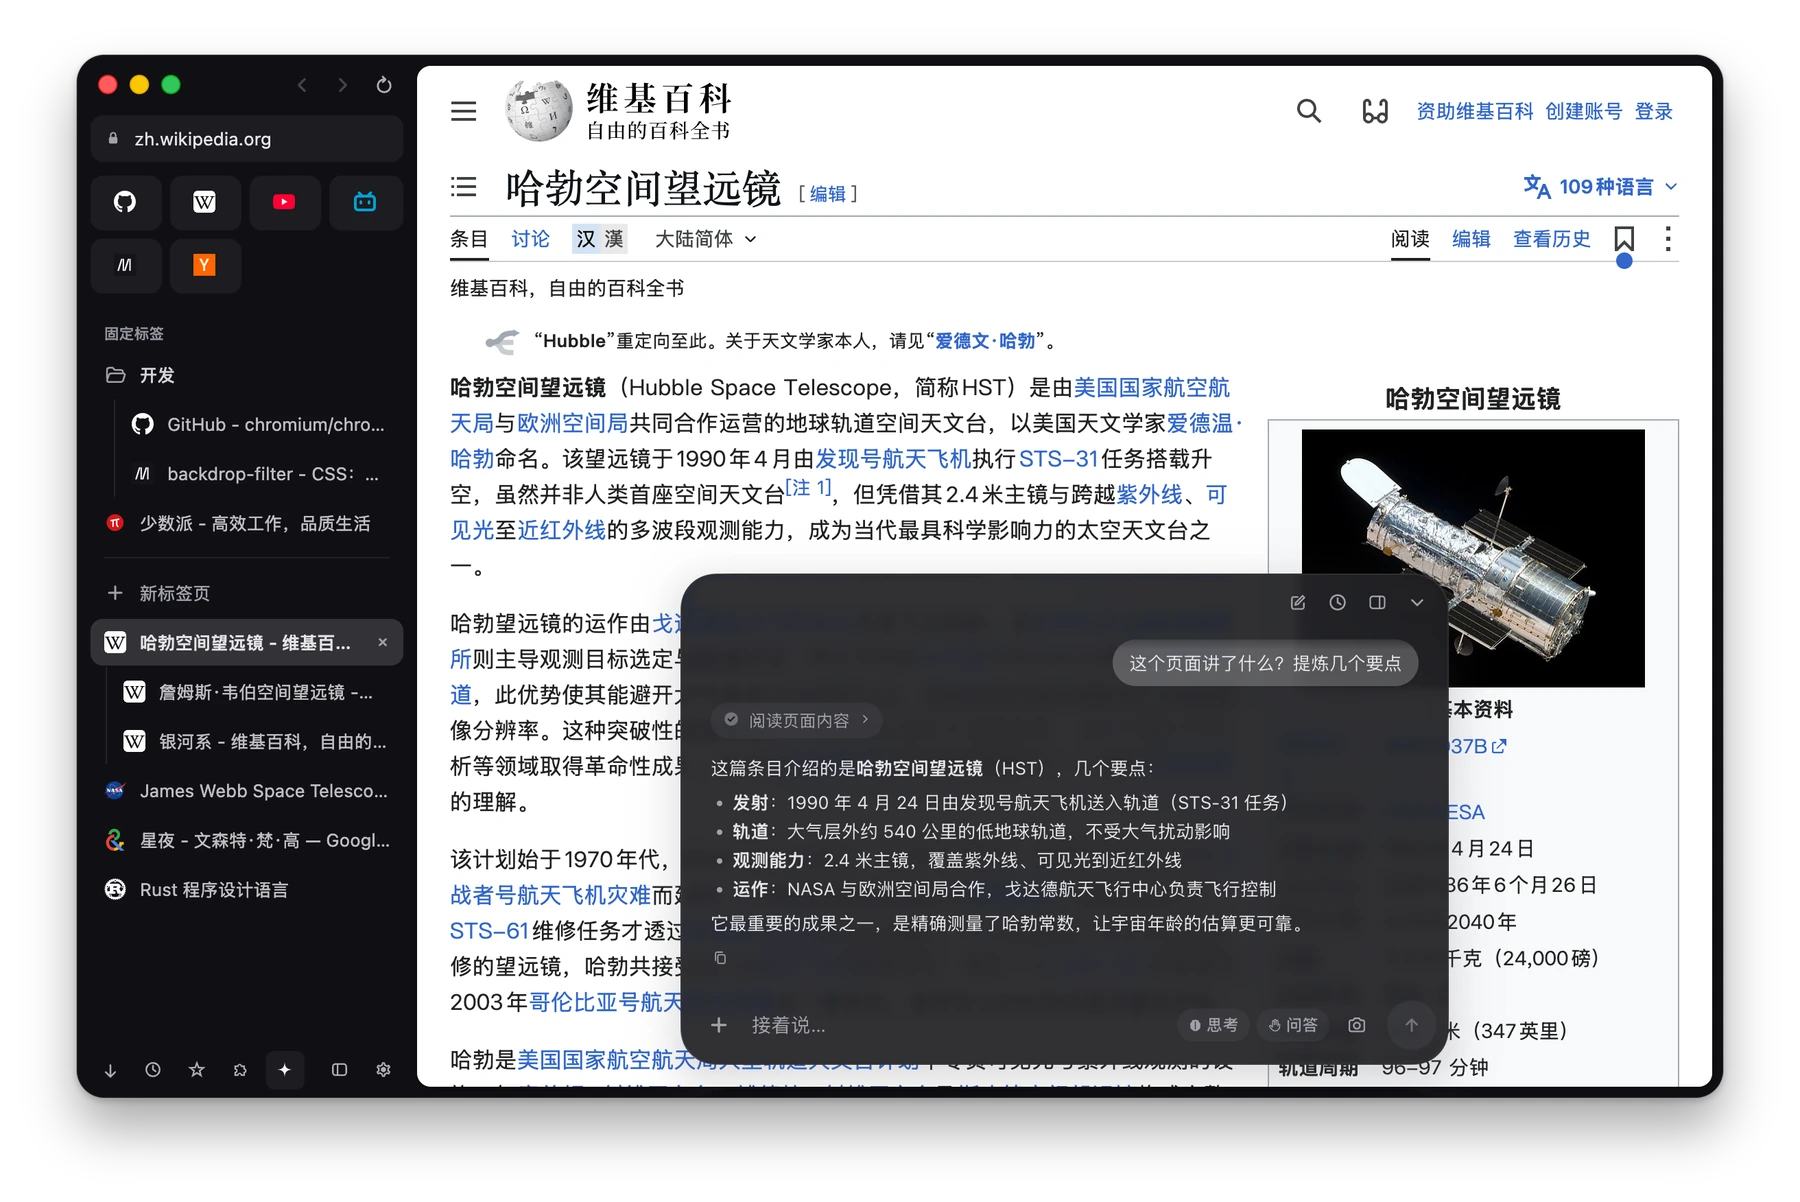 zh.wikipedia.org
固定标签
开发
GitHub - chromium/chro...
backdrop-filter - CSS: ...
少数派 - 高效工作，品质生活
新标签页
哈勃空间望远镜 - 维基百...
詹姆斯·韦伯空间望远镜 -...
银河系 - 维基百科，自由的...
James Webb Space Telesco...
星夜 - 文森特·梵·高 — Googl...
Rust 程序设计语言
维基百科
自由的百科全书
资助维基百科 创建账号 登录
哈勃空间望远镜 [编辑]
109种语言
条目 讨论 汉 漢 大陆简体
阅读 编辑 查看历史
维基百科，自由的百科全书
“Hubble”重定向至此。关于天文学家本人，请见“爱德文·哈勃”。
哈勃空间望远镜（Hubble Space Telescope，简称HST）是由美国国家航空航
天局与欧洲空间局共同合作运营的地球轨道空间天文台，以美国天文学家爱德温·
哈勃命名。该望远镜于1990年4月由发现号航天飞机执行STS–31任务搭载升
空，虽然并非人类首座空间天文台[注 1]，但凭借其2.4米主镜与跨越紫外线、可
见光至近红外线的多波段观测能力，成为当代最具科学影响力的太空天文台之
一。
哈勃望远镜的运作由戈
所则主导观测目标选定
道，此优势使其能避开
像分辨率。这种突破性
析等领域取得革命性成
的理解。
该计划始于1970年代，
战者号航天飞机灾难而
STS–61维修任务才透过
修的望远镜，哈勃共接
2003年哥伦比亚号航天
哈勃是美国国家航空航天
哈勃空间望远镜
本资料
037B
ESA
4月24日
36年6个月26日
2040年
千克（24,000磅）
米（347英里）
轨道周期 96–97 分钟
这个页面讲了什么？提炼几个要点
阅读页面内容
这篇条目介绍的是哈勃空间望远镜（HST），几个要点：
• 发射：1990 年 4 月 24 日由发现号航天飞机送入轨道（STS-31 任务）
• 轨道：大气层外约 540 公里的低地球轨道，不受大气扰动影响
• 观测能力：2.4 米主镜，覆盖紫外线、可见光到近红外线
• 运作：NASA 与欧洲空间局合作，戈达德航天飞行中心负责飞行控制
它最重要的成果之一，是精确测量了哈勃常数，让宇宙年龄的估算更可靠。
接着说...
思考 问答